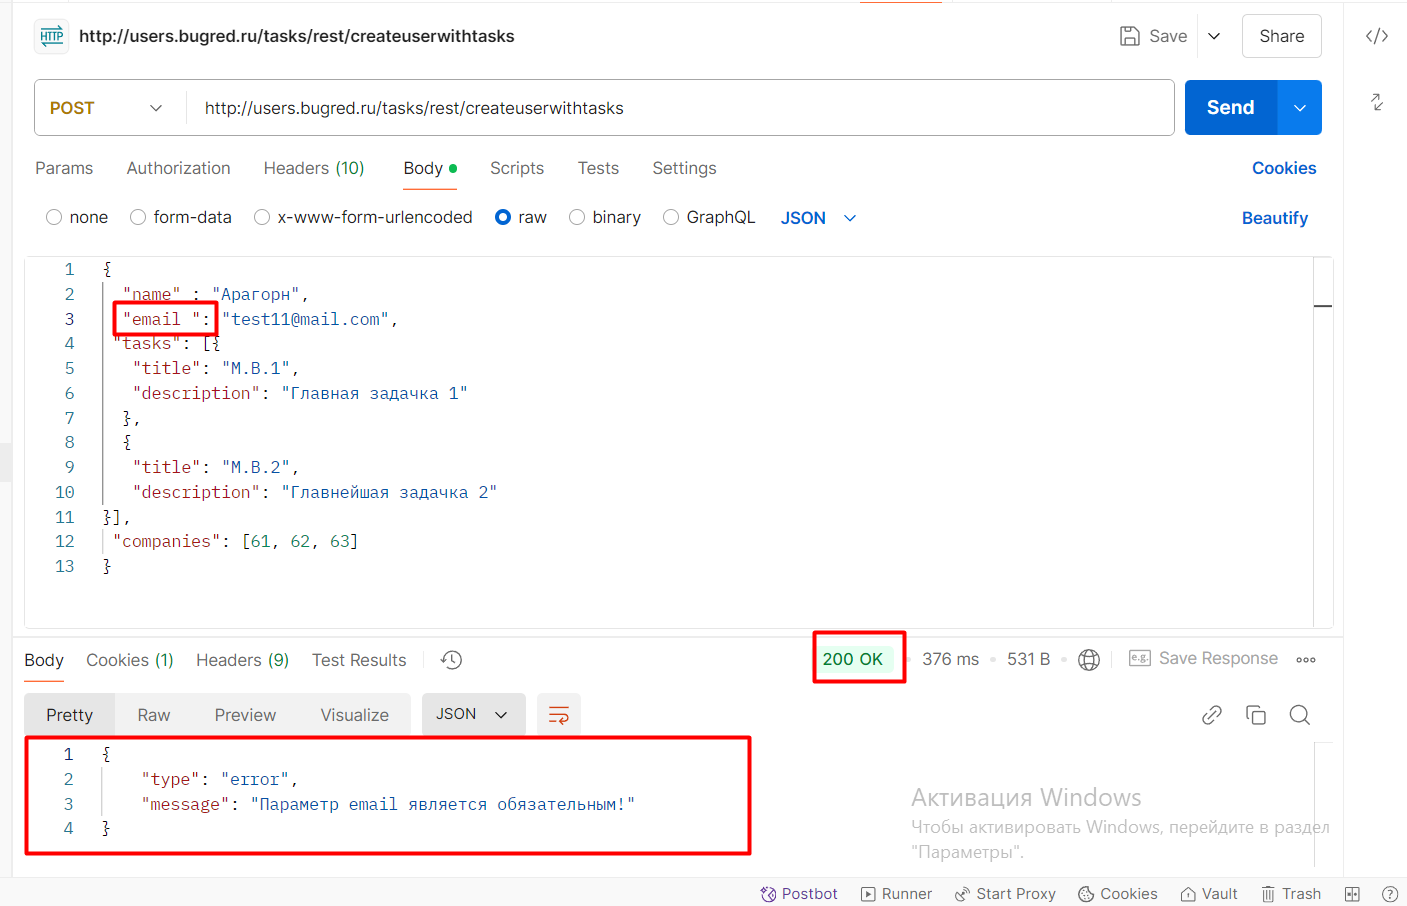 HTTP http://users.bugred.ru/tasks/rest/createuserwithtasks Save Share
POST http://users.bugred.ru/tasks/rest/createuserwithtasks Send
Params Authorization Headers (10) Body Scripts Tests Settings Cookies
none form-data x-www-form-urlencoded raw binary GraphQL JSON Beautify
1 {
2 "name" : "Арагорн",
3 "email ": "test11@mail.com",
4 "tasks": [{
5 "title": "М.В.1",
6 "description": "Главная задачка 1"
7 },
8 {
9 "title": "М.В.2",
10 "description": "Главнейшая задачка 2"
11 }],
12 "companies": [61, 62, 63]
13 }
Body Cookies (1) Headers (9) Test Results 200 OK 376 ms 531 B e.g. Save Response
Pretty Raw Preview Visualize JSON
1 {
2 "type": "error",
3 "message": "Параметр email является обязательным!"
4 }
Активация Windows
Чтобы активировать Windows, перейдите в раздел
"Параметры".
Postbot Runner Start Proxy Cookies Vault Trash